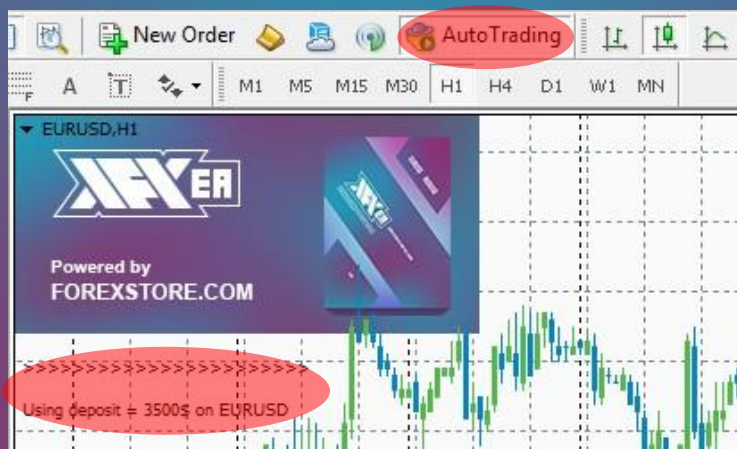 New Order
AutoTrading
F
A
T
M1 M5 M15 M30 H1 H4 D1 W1 MN
EURUSD,H1
XFX EA
Powered by
FOREXSTORE.COM
>>>>>>>>>>>>>>>>>>>>>>>
Using deposit = 3500$ on EURUSD